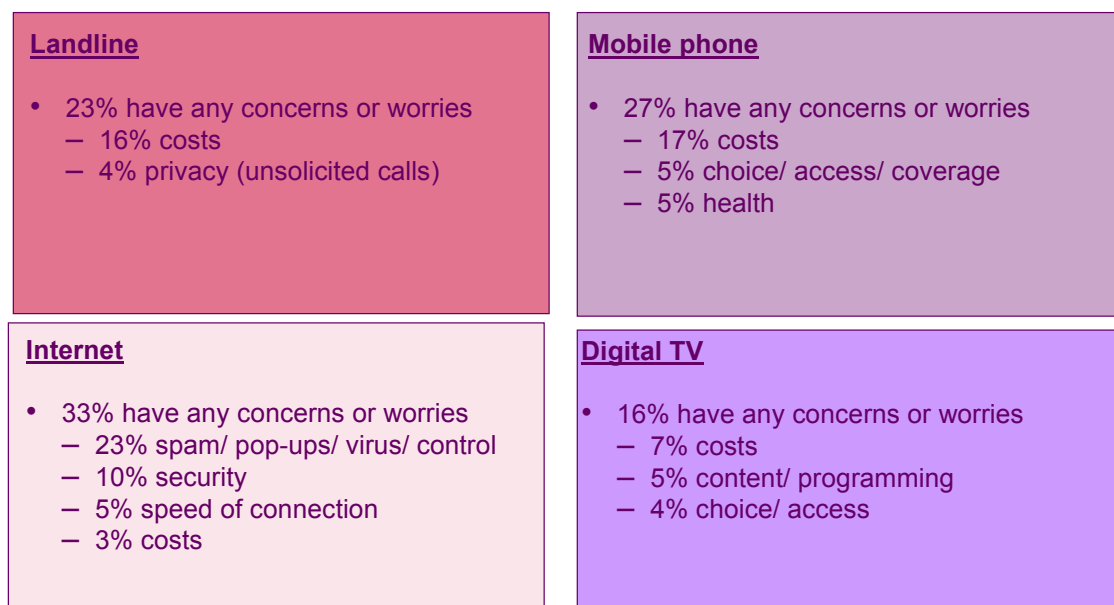 Landline
• 23% have any concerns or worries
– 16% costs
– 4% privacy (unsolicited calls)
Mobile phone
• 27% have any concerns or worries
– 17% costs
– 5% choice/ access/ coverage
– 5% health
Internet
• 33% have any concerns or worries
– 23% spam/ pop-ups/ virus/ control
– 10% security
– 5% speed of connection
– 3% costs
Digital TV
• 16% have any concerns or worries
– 7% costs
– 5% content/ programming
– 4% choice/ access